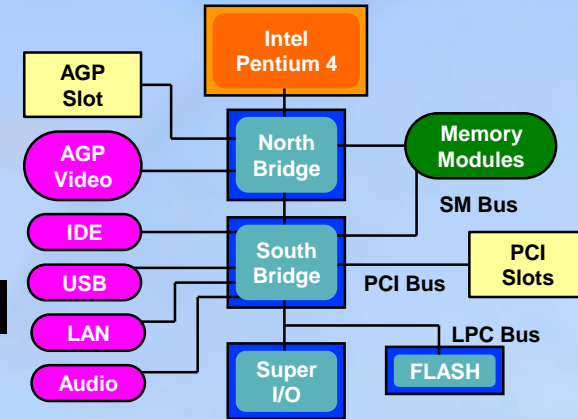 Intel
Pentium 4
AGP
Slot
North
Bridge
Memory
Modules
AGP
Video
SM Bus
IDE
South
Bridge
PCI
Slots
USB
PCI Bus
LAN
LPC Bus
Super
I/O
FLASH
Audio